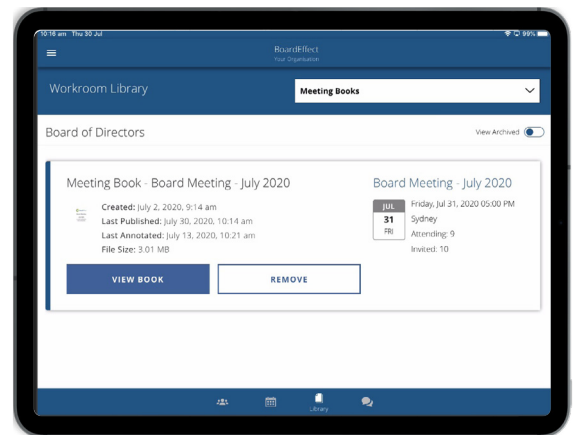 10:16 am Thu 30 Jul 99%
BoardEffect
Your Organisation
Workroom Library
Meeting Books
Board of Directors
View Archived
Meeting Book - Board Meeting - July 2020
Created: July 2, 2020, 9:14 am
Last Published: July 30, 2020, 10:14 am
Last Annotated: July 13, 2020, 10:21 am
File Size: 3.01 MB
VIEW BOOK
REMOVE
Board Meeting - July 2020
JUL
31
FRI
Friday, Jul 31, 2020 05:00 PM
Sydney
Attending: 9
Invited: 10
Library